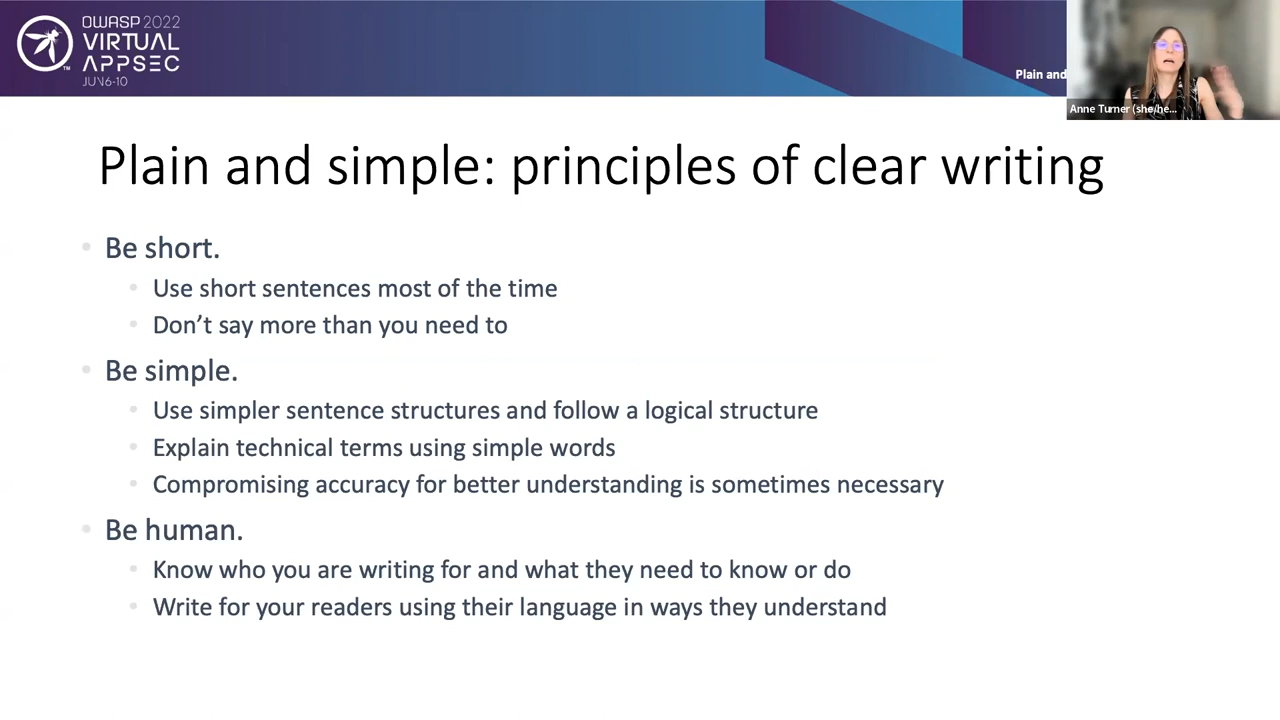 OWASP 2022
VIRTUAL
APPSEC
JUN 6-10
Plain and
Anne Turner (she/he...
Plain and simple: principles of clear writing
Be short.
Use short sentences most of the time
Don't say more than you need to
Be simple.
Use simpler sentence structures and follow a logical structure
Explain technical terms using simple words
Compromising accuracy for better understanding is sometimes necessary
Be human.
Know who you are writing for and what they need to know or do
Write for your readers using their language in ways they understand